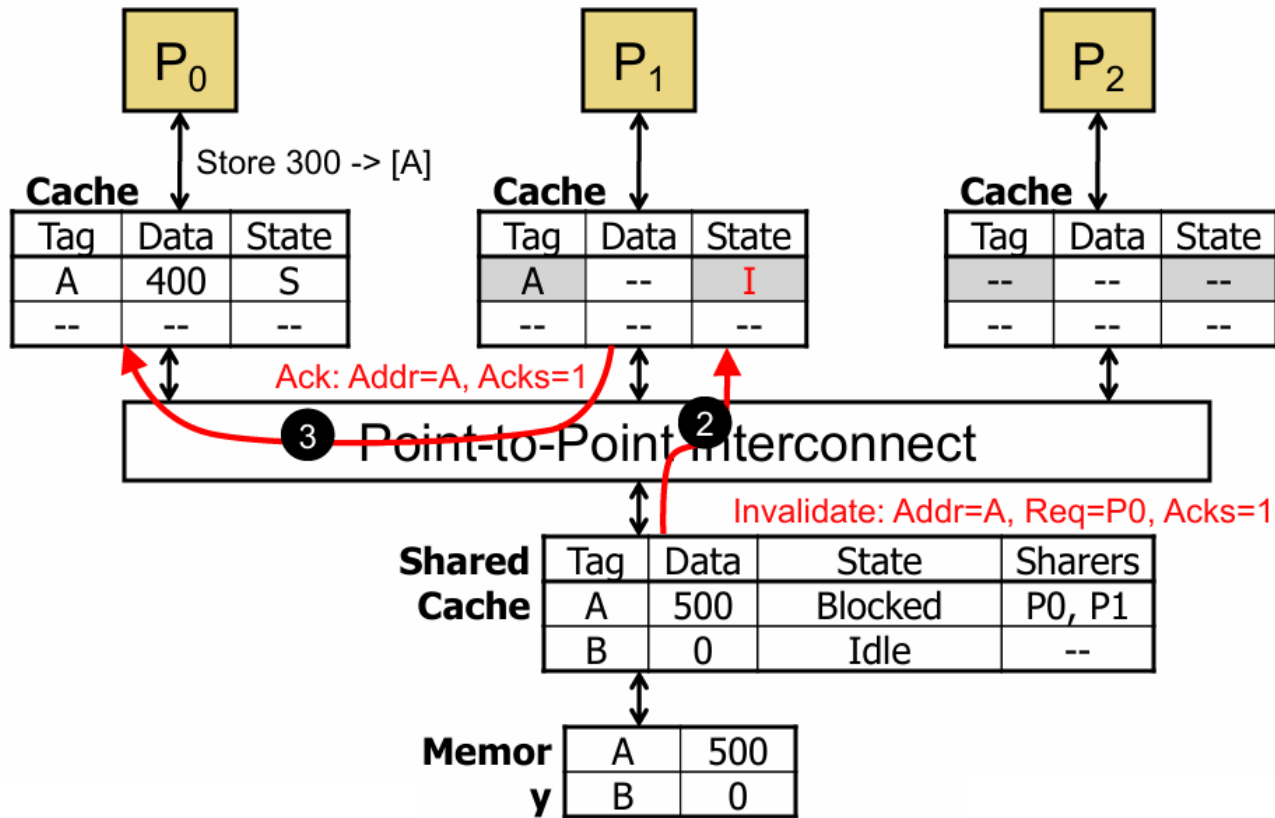 P0 P1 P2
Store 300 -> [A]
Cache Cache Cache
Tag Data State Tag Data State Tag Data State
A 400 S A -- I -- -- --
-- -- -- -- -- -- -- -- --
Ack: Addr=A, Acks=1
3 Point-to-Point Interconnect 2
Invalidate: Addr=A, Req=P0, Acks=1
Shared Tag Data State Sharers
Cache A 500 Blocked P0, P1
B 0 Idle --
Memor A 500
y B 0